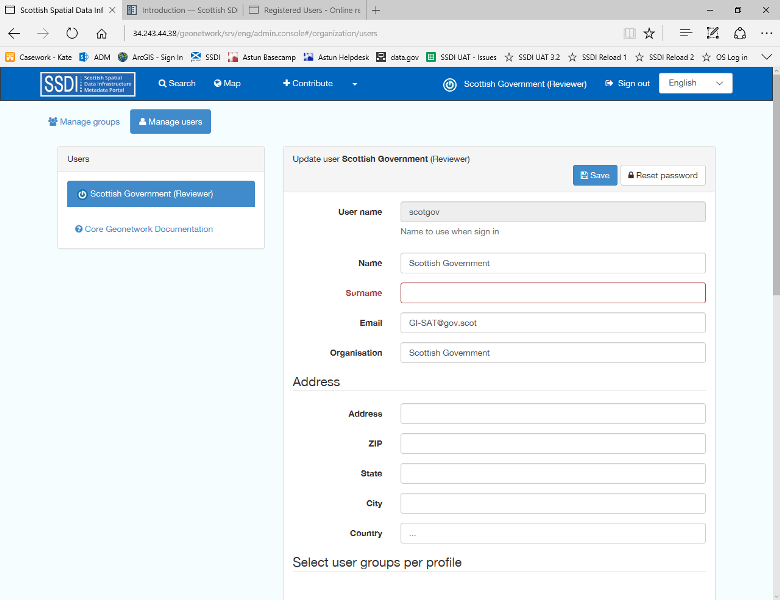 Scottish Spatial Data Inf
Introduction — Scottish SD
Registered Users - Online re
34.243.44.38/geonetwork/srv/eng/admin.console#/organization/users
Casework - Kate ADM ArcGIS - Sign In SSDI Astun Basecamp Astun Helpdesk data.gov SSDI UAT - Issues SSDI UAT 3.2 SSDI Reload 1 SSDI Reload 2 OS Log in
SSDI Scottish Spatial
Data Infrastructure
Metadata Portal
Search Map Contribute Scottish Government (Reviewer) Sign out English
Manage groups Manage users
Users
Scottish Government (Reviewer)
Core Geonetwork Documentation
Update user Scottish Government (Reviewer)
Save Reset password
User name scotgov
Name to use when sign in
Name Scottish Government
Surname
Email GI-SAT@gov.scot
Organisation Scottish Government
Address
Address
ZIP
State
City
Country ...
Select user groups per profile